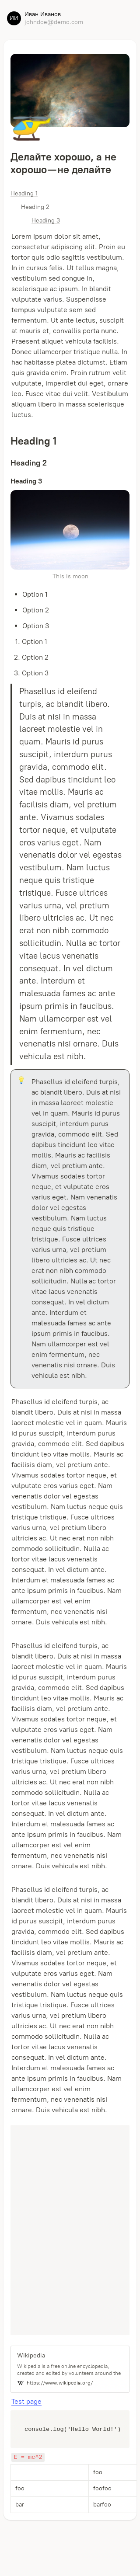 ИИ
Иван Иванов
johndoe@demo.com
Делайте хорошо, а не
хорошо — не делайте
Heading 1
Heading 2
Heading 3
Lorem ipsum dolor sit amet,
consectetur adipiscing elit. Proin eu
tortor quis odio sagittis vestibulum.
In in cursus felis. Ut tellus magna,
vestibulum sed congue in,
scelerisque ac ipsum. In blandit
vulputate varius. Suspendisse
tempus vulputate sem sed
fermentum. Ut ante lectus, suscipit
at mauris et, convallis porta nunc.
Praesent aliquet vehicula facilisis.
Donec ullamcorper tristique nulla. In
hac habitasse platea dictumst. Etiam
quis gravida enim. Proin rutrum velit
vulputate, imperdiet dui eget, ornare
leo. Fusce vitae dui velit. Vestibulum
aliquam libero in massa scelerisque
luctus.
Heading 1
Heading 2
Heading 3
This is moon
Option 1
Option 2
Option 3
1. Option 1
2. Option 2
3. Option 3
Phasellus id eleifend
turpis, ac blandit libero.
Duis at nisi in massa
laoreet molestie vel in
quam. Mauris id purus
suscipit, interdum purus
gravida, commodo elit.
Sed dapibus tincidunt leo
vitae mollis. Mauris ac
facilisis diam, vel pretium
ante. Vivamus sodales
tortor neque, et vulputate
eros varius eget. Nam
venenatis dolor vel egestas
vestibulum. Nam luctus
neque quis tristique
tristique. Fusce ultrices
varius urna, vel pretium
libero ultricies ac. Ut nec
erat non nibh commodo
sollicitudin. Nulla ac tortor
vitae lacus venenatis
consequat. In vel dictum
ante. Interdum et
malesuada fames ac ante
ipsum primis in faucibus.
Nam ullamcorper est vel
enim fermentum, nec
venenatis nisi ornare. Duis
vehicula est nibh.
Phasellus id eleifend turpis,
ac blandit libero. Duis at nisi
in massa laoreet molestie
vel in quam. Mauris id purus
suscipit, interdum purus
gravida, commodo elit. Sed
dapibus tincidunt leo vitae
mollis. Mauris ac facilisis
diam, vel pretium ante.
Vivamus sodales tortor
neque, et vulputate eros
varius eget. Nam venenatis
dolor vel egestas
vestibulum. Nam luctus
neque quis tristique
tristique. Fusce ultrices
varius urna, vel pretium
libero ultricies ac. Ut nec
erat non nibh commodo
sollicitudin. Nulla ac tortor
vitae lacus venenatis
consequat. In vel dictum
ante. Interdum et
malesuada fames ac ante
ipsum primis in faucibus.
Nam ullamcorper est vel
enim fermentum, nec
venenatis nisi ornare. Duis
vehicula est nibh.
Phasellus id eleifend turpis, ac
blandit libero. Duis at nisi in massa
laoreet molestie vel in quam. Mauris
id purus suscipit, interdum purus
gravida, commodo elit. Sed dapibus
tincidunt leo vitae mollis. Mauris ac
facilisis diam, vel pretium ante.
Vivamus sodales tortor neque, et
vulputate eros varius eget. Nam
venenatis dolor vel egestas
vestibulum. Nam luctus neque quis
tristique tristique. Fusce ultrices
varius urna, vel pretium libero
ultricies ac. Ut nec erat non nibh
commodo sollicitudin. Nulla ac
tortor vitae lacus venenatis
consequat. In vel dictum ante.
Interdum et malesuada fames ac
ante ipsum primis in faucibus. Nam
ullamcorper est vel enim
fermentum, nec venenatis nisi
ornare. Duis vehicula est nibh.
Phasellus id eleifend turpis, ac
blandit libero. Duis at nisi in massa
laoreet molestie vel in quam. Mauris
id purus suscipit, interdum purus
gravida, commodo elit. Sed dapibus
tincidunt leo vitae mollis. Mauris ac
facilisis diam, vel pretium ante.
Vivamus sodales tortor neque, et
vulputate eros varius eget. Nam
venenatis dolor vel egestas
vestibulum. Nam luctus neque quis
tristique tristique. Fusce ultrices
varius urna, vel pretium libero
ultricies ac. Ut nec erat non nibh
commodo sollicitudin. Nulla ac
tortor vitae lacus venenatis
consequat. In vel dictum ante.
Interdum et malesuada fames ac
ante ipsum primis in faucibus. Nam
ullamcorper est vel enim
fermentum, nec venenatis nisi
ornare. Duis vehicula est nibh.
Phasellus id eleifend turpis, ac
blandit libero. Duis at nisi in massa
laoreet molestie vel in quam. Mauris
id purus suscipit, interdum purus
gravida, commodo elit. Sed dapibus
tincidunt leo vitae mollis. Mauris ac
facilisis diam, vel pretium ante.
Vivamus sodales tortor neque, et
vulputate eros varius eget. Nam
venenatis dolor vel egestas
vestibulum. Nam luctus neque quis
tristique tristique. Fusce ultrices
varius urna, vel pretium libero
ultricies ac. Ut nec erat non nibh
commodo sollicitudin. Nulla ac
tortor vitae lacus venenatis
consequat. In vel dictum ante.
Interdum et malesuada fames ac
ante ipsum primis in faucibus. Nam
ullamcorper est vel enim
fermentum, nec venenatis nisi
ornare. Duis vehicula est nibh.
Wikipedia
Wikipedia is a free online encyclopedia,
created and edited by volunteers around the
W https://www.wikipedia.org/
Test page
console.log('Hello World!')
E = mc^2
foo
foo foofoo
bar barfoo